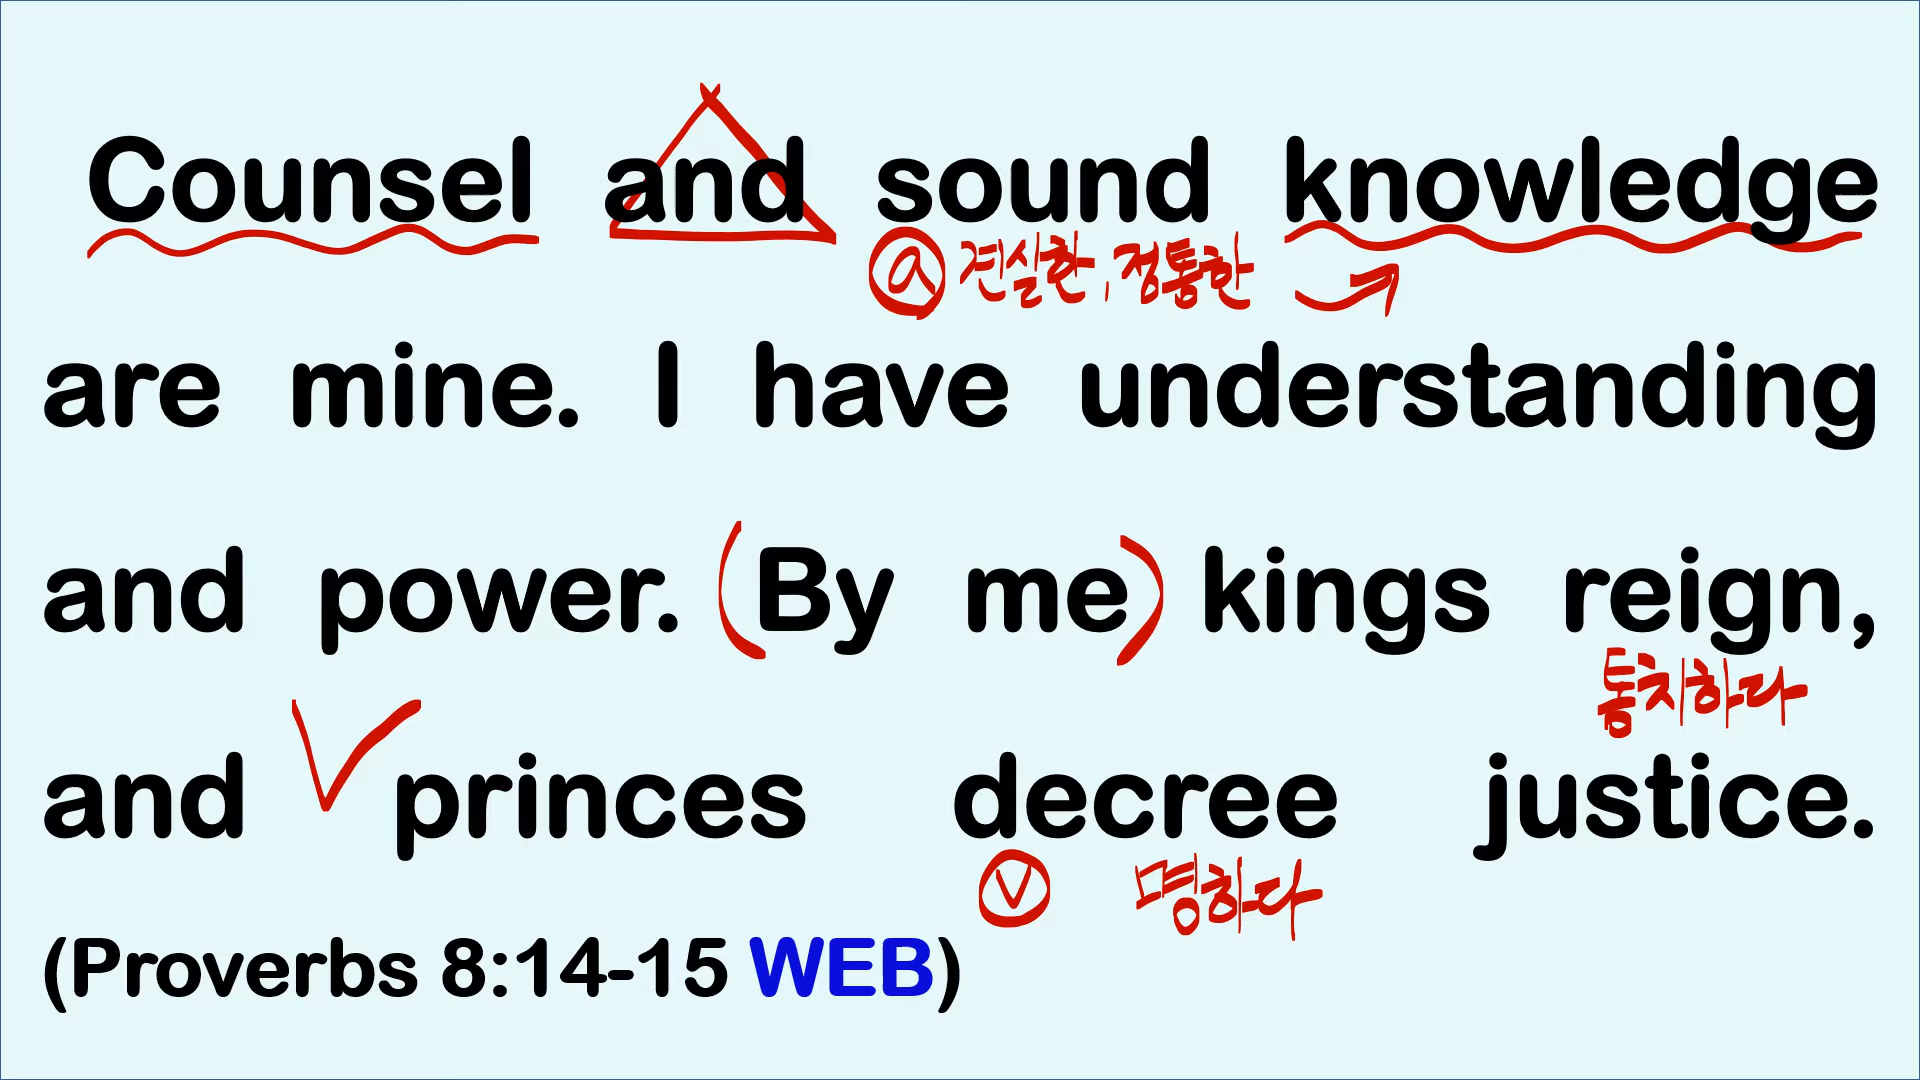 Counsel and sound knowledge
ⓐ 견실한, 정통한
are mine. I have understanding
and power. (By me) kings reign,
통치하다
and princes decree justice.
ⓥ 명하다
(Proverbs 8:14-15 WEB)